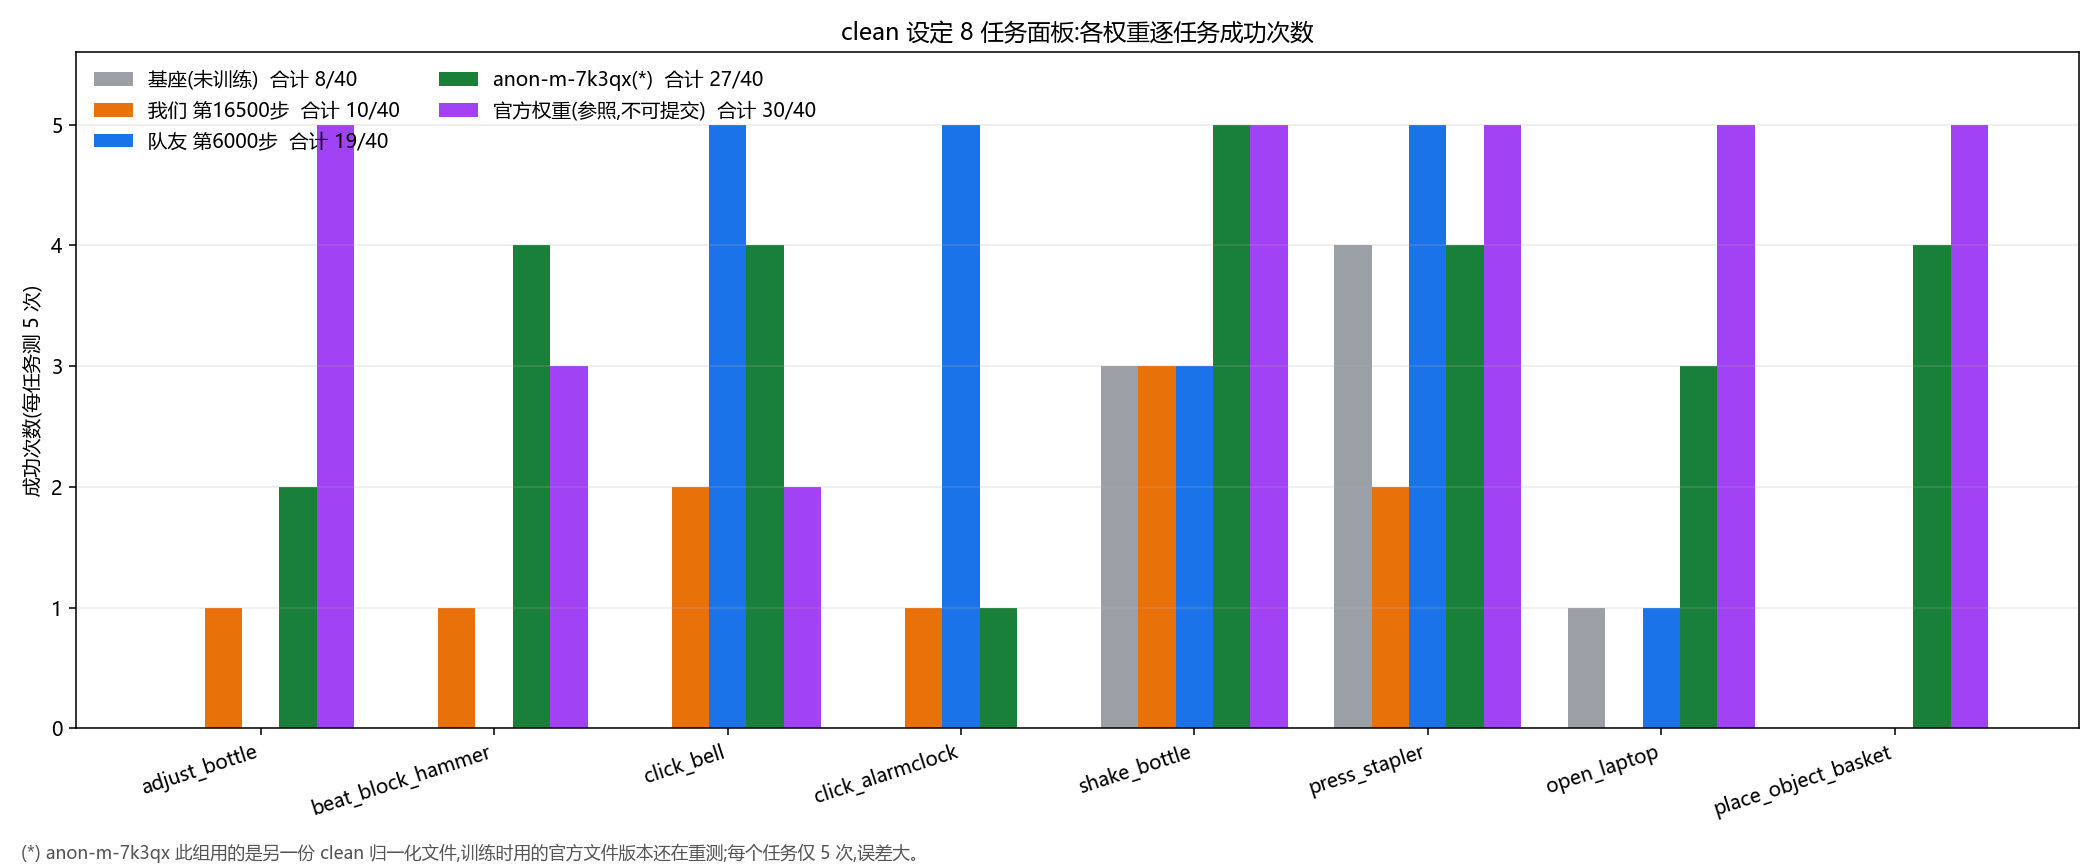 clean 设定 8 任务面板:各权重逐任务成功次数
基座(未训练) 合计 8/40
我们 第16500步 合计 10/40
队友 第6000步 合计 19/40
anon-m-7k3qx(*) 合计 27/40
官方权重(参照,不可提交) 合计 30/40
成功次数(每任务测 5 次)
5
4
3
2
1
0
adjust_bottle
beat_block_hammer
click_bell
click_alarmclock
shake_bottle
press_stapler
open_laptop
place_object_basket
(*) anon-m-7k3qx 此组用的是另一份 clean 归一化文件,训练时用的官方文件版本还在重测;每个任务仅 5 次,误差大。